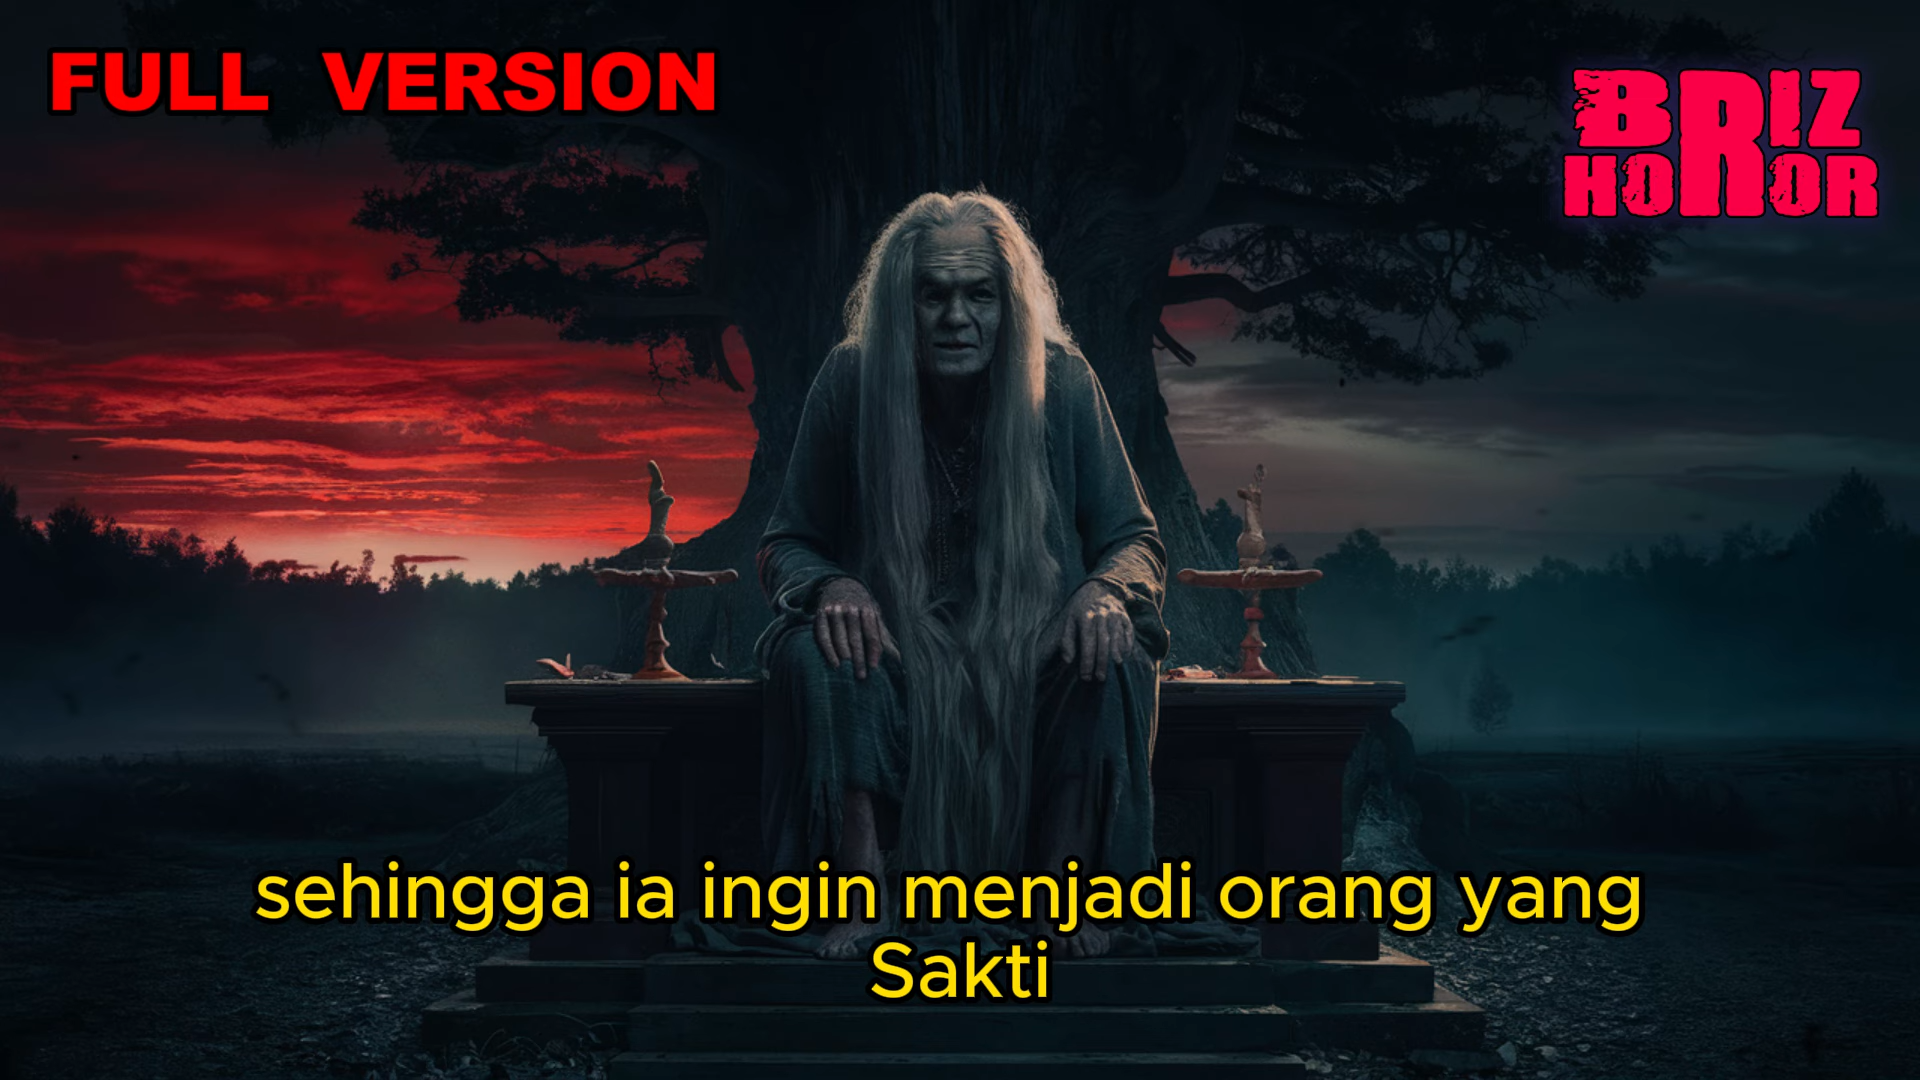 FULL VERSION
BRIZ
HORROR
sehingga ia ingin menjadi orang yang
Sakti